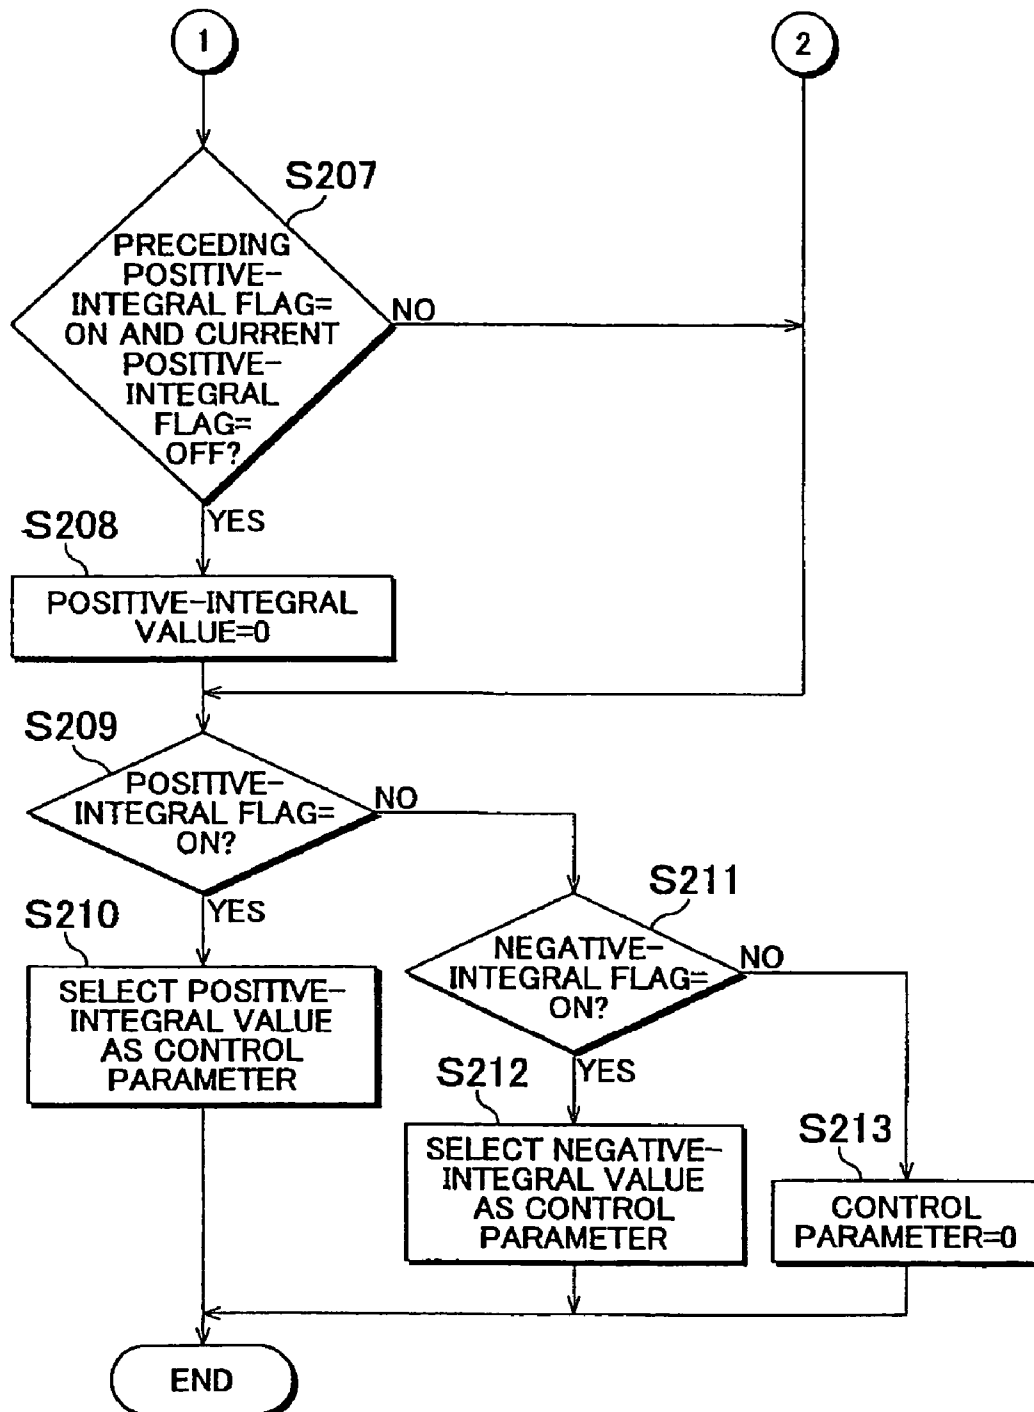 1
2
S207
PRECEDING
POSITIVE-
INTEGRAL FLAG=
ON AND CURRENT
POSITIVE-
INTEGRAL
FLAG=
OFF?
NO
YES
S208
POSITIVE-INTEGRAL
VALUE=0
S209
POSITIVE-
INTEGRAL FLAG=
ON?
NO
YES
S210
SELECT POSITIVE-
INTEGRAL VALUE
AS CONTROL
PARAMETER
S211
NEGATIVE-
INTEGRAL FLAG=
ON?
NO
YES
S212
SELECT NEGATIVE-
INTEGRAL VALUE
AS CONTROL
PARAMETER
S213
CONTROL
PARAMETER=0
END